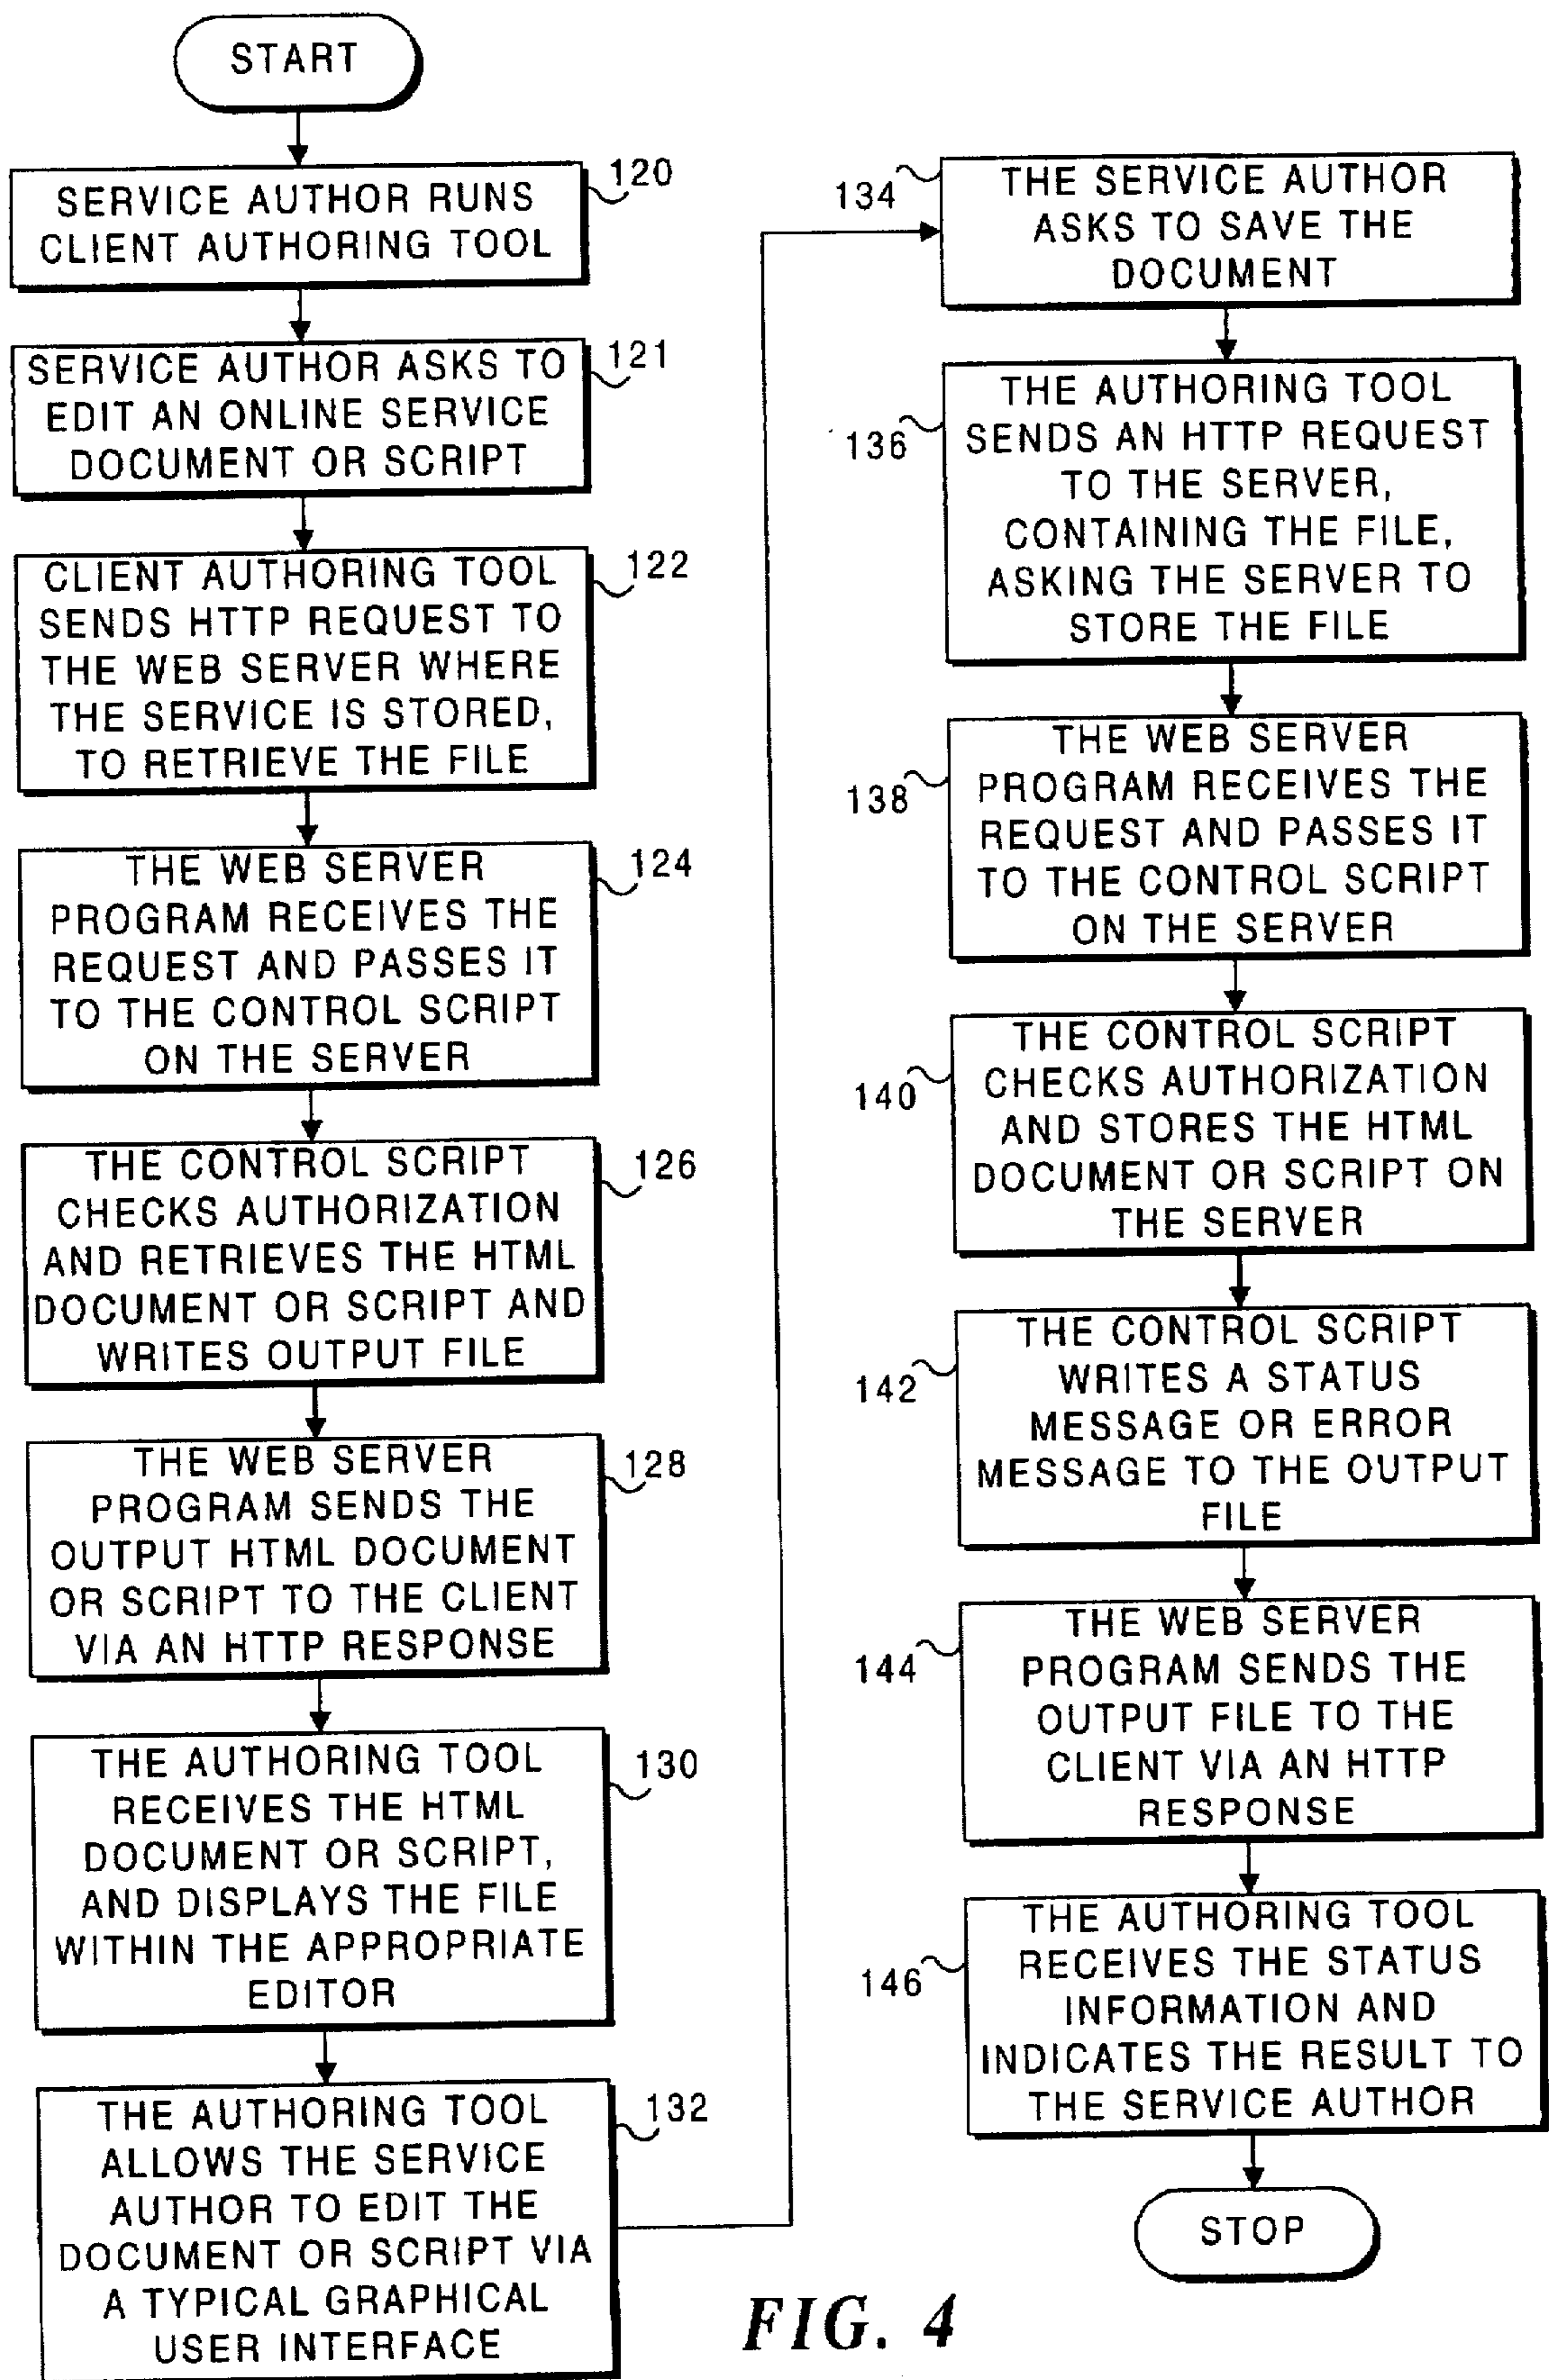 START
120
SERVICE AUTHOR RUNS
CLIENT AUTHORING TOOL
121
SERVICE AUTHOR ASKS TO
EDIT AN ONLINE SERVICE
DOCUMENT OR SCRIPT
122
CLIENT AUTHORING TOOL
SENDS HTTP REQUEST TO
THE WEB SERVER WHERE
THE SERVICE IS STORED,
TO RETRIEVE THE FILE
124
THE WEB SERVER
PROGRAM RECEIVES THE
REQUEST AND PASSES IT
TO THE CONTROL SCRIPT
ON THE SERVER
126
THE CONTROL SCRIPT
CHECKS AUTHORIZATION
AND RETRIEVES THE HTML
DOCUMENT OR SCRIPT AND
WRITES OUTPUT FILE
128
THE WEB SERVER
PROGRAM SENDS THE
OUTPUT HTML DOCUMENT
OR SCRIPT TO THE CLIENT
VIA AN HTTP RESPONSE
130
THE AUTHORING TOOL
RECEIVES THE HTML
DOCUMENT OR SCRIPT,
AND DISPLAYS THE FILE
WITHIN THE APPROPRIATE
EDITOR
132
THE AUTHORING TOOL
ALLOWS THE SERVICE
AUTHOR TO EDIT THE
DOCUMENT OR SCRIPT VIA
A TYPICAL GRAPHICAL
USER INTERFACE
134
THE SERVICE AUTHOR
ASKS TO SAVE THE
DOCUMENT
136
THE AUTHORING TOOL
SENDS AN HTTP REQUEST
TO THE SERVER,
CONTAINING THE FILE,
ASKING THE SERVER TO
STORE THE FILE
138
THE WEB SERVER
PROGRAM RECEIVES THE
REQUEST AND PASSES IT
TO THE CONTROL SCRIPT
ON THE SERVER
140
THE CONTROL SCRIPT
CHECKS AUTHORIZATION
AND STORES THE HTML
DOCUMENT OR SCRIPT ON
THE SERVER
142
THE CONTROL SCRIPT
WRITES A STATUS
MESSAGE OR ERROR
MESSAGE TO THE OUTPUT
FILE
144
THE WEB SERVER
PROGRAM SENDS THE
OUTPUT FILE TO THE
CLIENT VIA AN HTTP
RESPONSE
146
THE AUTHORING TOOL
RECEIVES THE STATUS
INFORMATION AND
INDICATES THE RESULT TO
THE SERVICE AUTHOR
STOP
FIG. 4